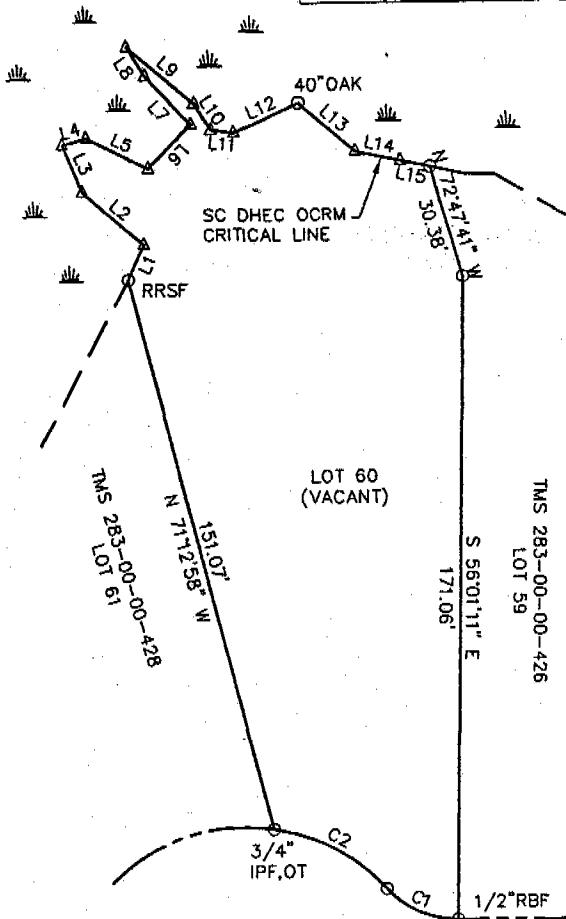 L9
L8
L10
40"OAK
L7
L12
L13
L4
L11
L5
L6
L14
L15
L3
N 72°47'41" W
30.38'
L2
SC DHEC OCRM
CRITICAL LINE
L1
RRSF
LOT 60
(VACANT)
151.07'
N 71°12'58" W
TMS 283-00-00-428
LOT 61
S 56°01'11" E
171.06'
TMS 283-00-00-426
LOT 59
C2
3/4"
IPF,OT
C1
1/2"RBF